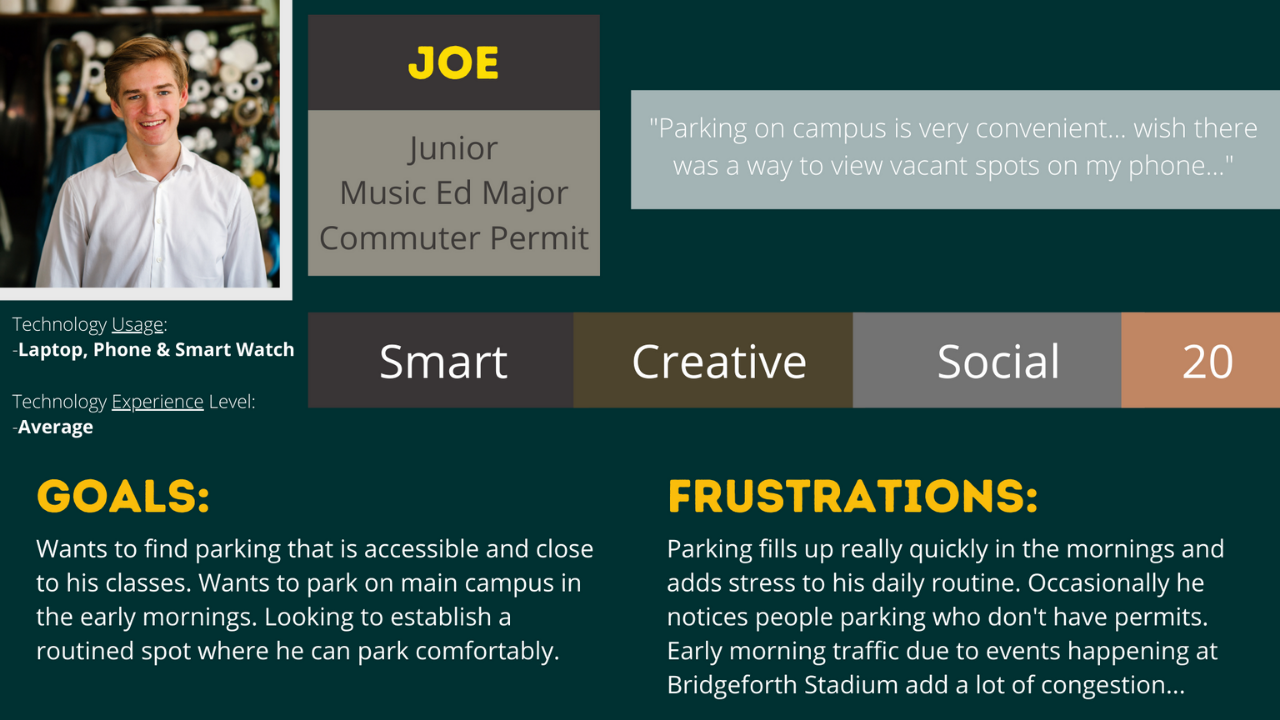 JOE
Junior
Music Ed Major
Commuter Permit
"Parking on campus is very convenient... wish there
was a way to view vacant spots on my phone..."
Technology Usage:
-Laptop, Phone & Smart Watch
Technology Experience Level:
-Average
Smart
Creative
Social
20
GOALS:
Wants to find parking that is accessible and close
to his classes. Wants to park on main campus in
the early mornings. Looking to establish a
routined spot where he can park comfortably.
FRUSTRATIONS:
Parking fills up really quickly in the mornings and
adds stress to his daily routine. Occasionally he
notices people parking who don't have permits.
Early morning traffic due to events happening at
Bridgeforth Stadium add a lot of congestion...